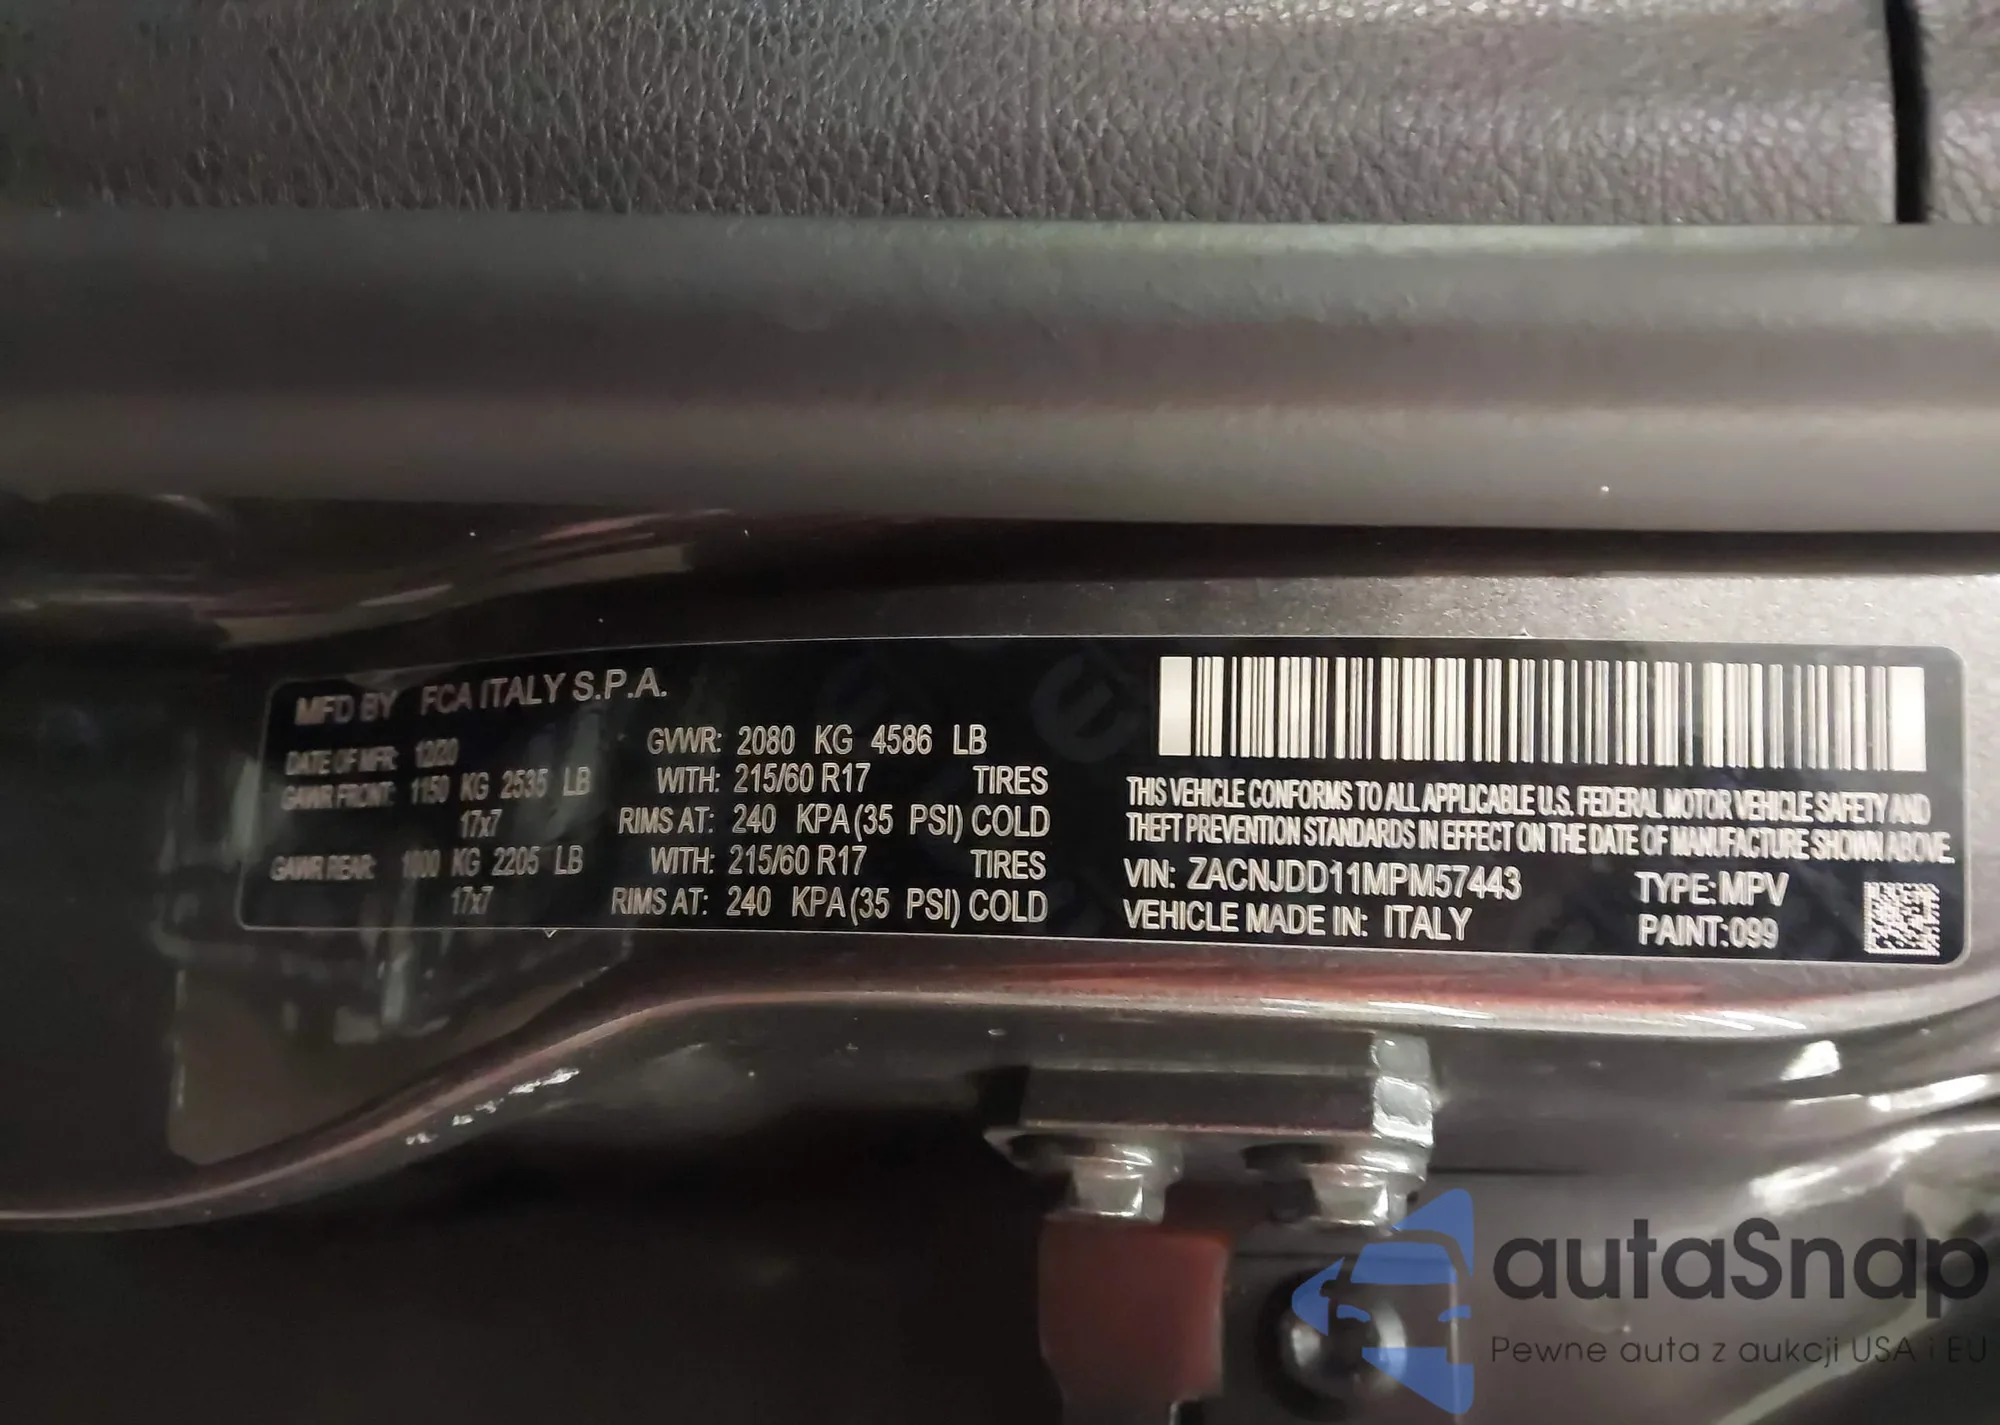 MFD BY FCA ITALY S.P.A.
DATE OF MFR: 12/20 GVWR: 2080 KG 4586 LB
GAWR FRONT: 1150 KG 2535 LB WITH: 215/60 R17 TIRES
17x7 RIMS AT: 240 KPA(35 PSI) COLD
GAWR REAR: 1000 KG 2205 LB WITH: 215/60 R17 TIRES
17x7 RIMS AT: 240 KPA(35 PSI) COLD
THIS VEHICLE CONFORMS TO ALL APPLICABLE U.S. FEDERAL MOTOR VEHICLE SAFETY AND
THEFT PREVENTION STANDARDS IN EFFECT ON THE DATE OF MANUFACTURE SHOWN ABOVE.
VIN: ZACNJDD11MPM57443 TYPE: MPV
VEHICLE MADE IN: ITALY PAINT: 099
autaSnap
Pewne auta z aukcji USA i EU